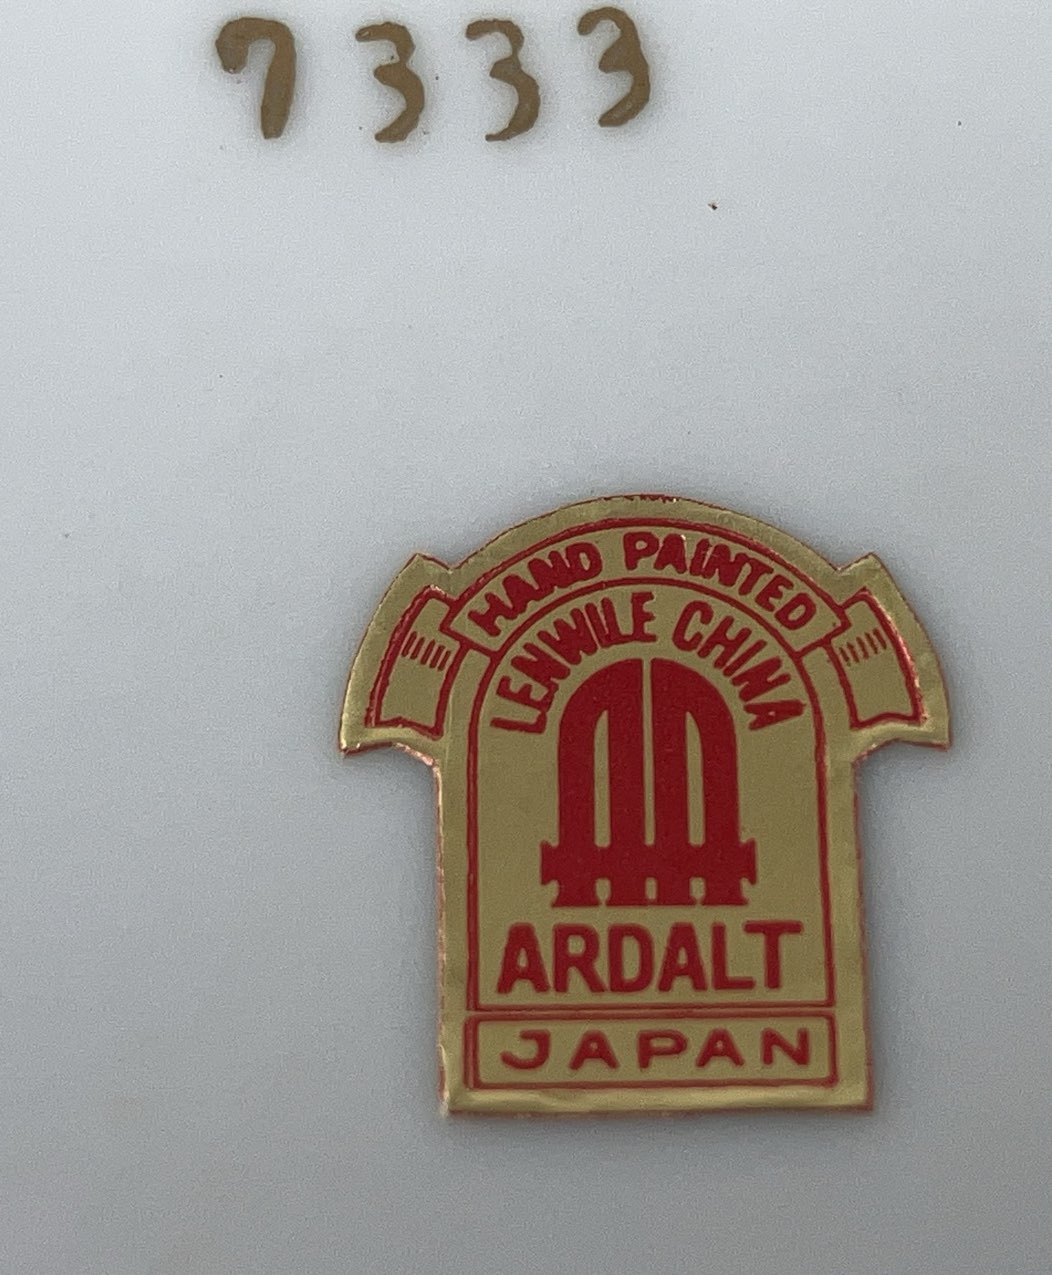 7333
HAND PAINTED
LENWILE CHINA
ARDALT
JAPAN